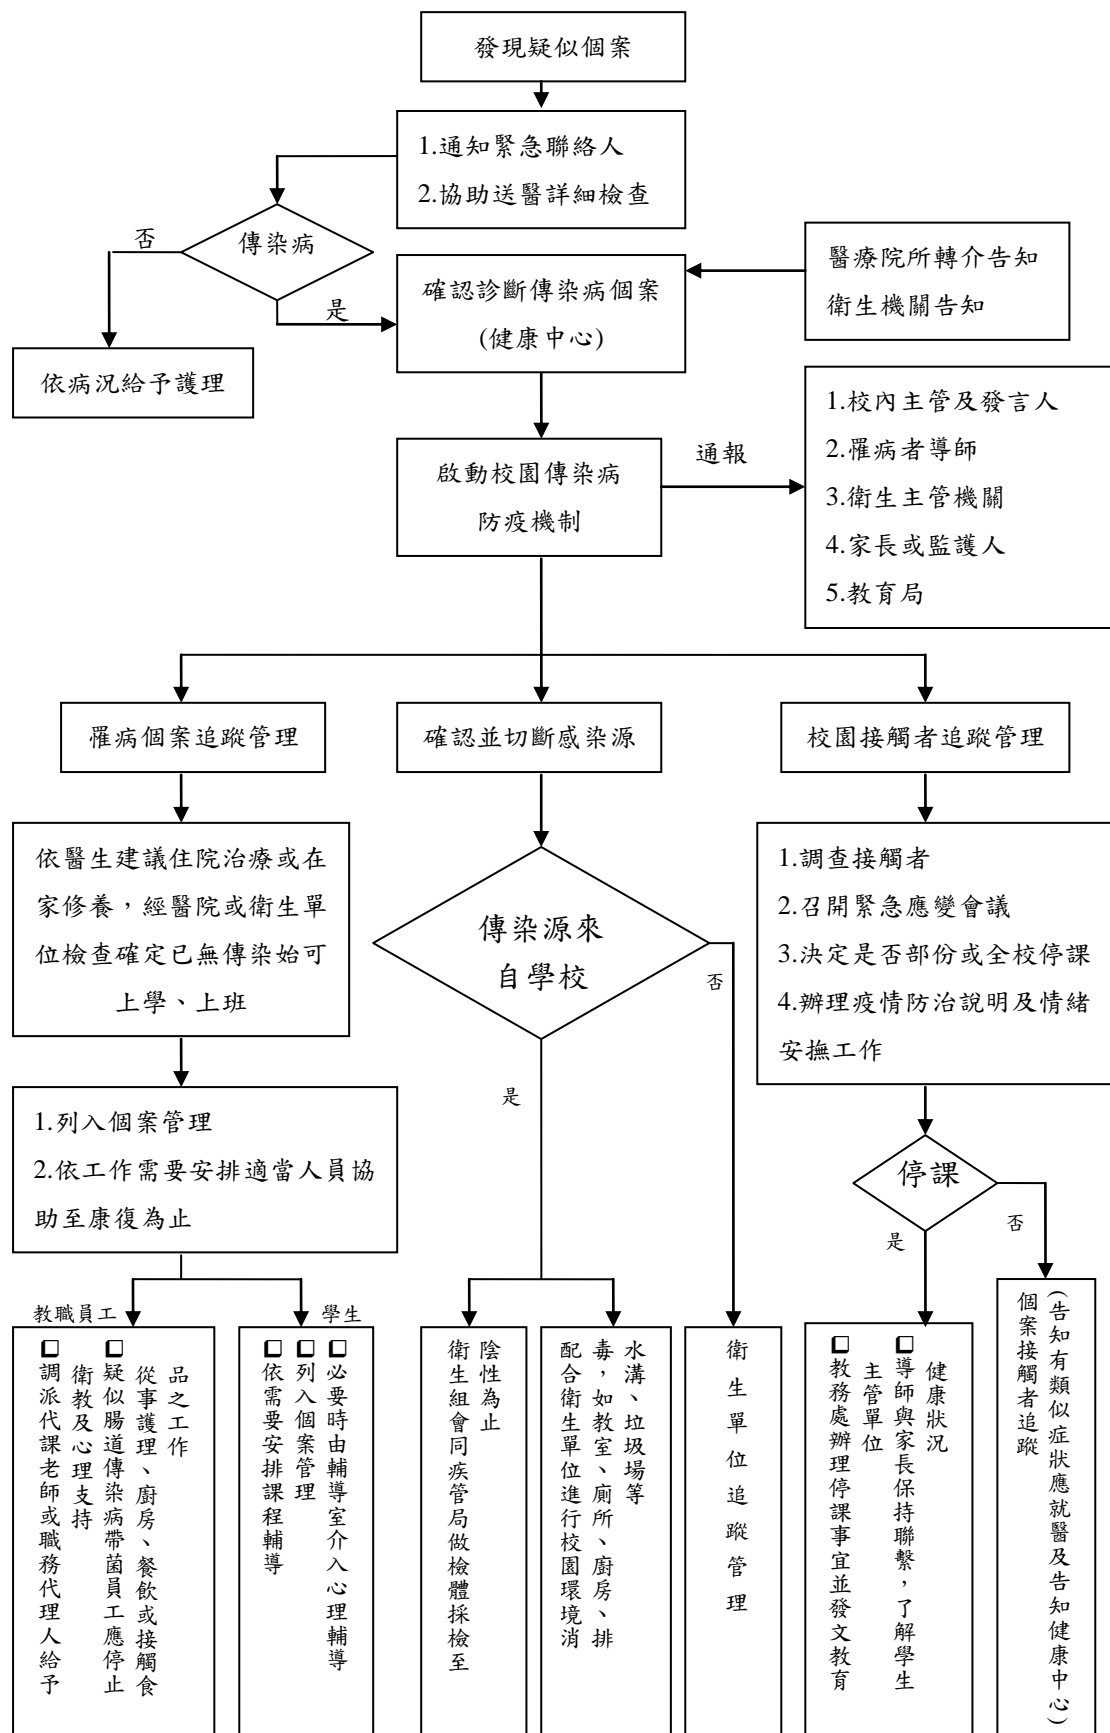 發現疑似個案
1.通知緊急聯絡人
2.協助送醫詳細檢查
傳染病
否
是
確認診斷傳染病個案
(健康中心)
醫療院所轉介告知
衛生機關告知
依病況給予護理
啟動校園傳染病
防疫機制
通報
1.校內主管及發言人
2.罹病者導師
3.衛生主管機關
4.家長或監護人
5.教育局
罹病個案追蹤管理
確認並切斷感染源
校園接觸者追蹤管理
依醫生建議住院治療或在
家修養，經醫院或衛生單
位檢查確定已無傳染始可
上學、上班
傳染源來
自學校
否
是
1.調查接觸者
2.召開緊急應變會議
3.決定是否部份或全校停課
4.辦理疫情防治說明及情緒
安撫工作
1.列入個案管理
2.依工作需要安排適當人員協
助至康復為止
停課
是
否
教職員工
學生
❑調派代課老師或職務代理人給予
衛教及心理支持
❑疑似腸道傳染病帶菌員工應停止
從事護理、廚房、餐飲或接觸食
品之工作
❑依需要安排課程輔導
❑列入個案管理
❑必要時由輔導室介入心理輔導
衛生組會同疾管局做檢體採檢至
陰性為止
配合衛生單位進行校園環境消
毒，如教室、廁所、廚房、排
水溝、垃圾場等
衛生單位追蹤管理
❑教務處辦理停課事宜並發文教育
主管單位
❑導師與家長保持聯繫，了解學生
健康狀況
個案接觸者追蹤
(告知有類似症狀應就醫及告知健康中心)